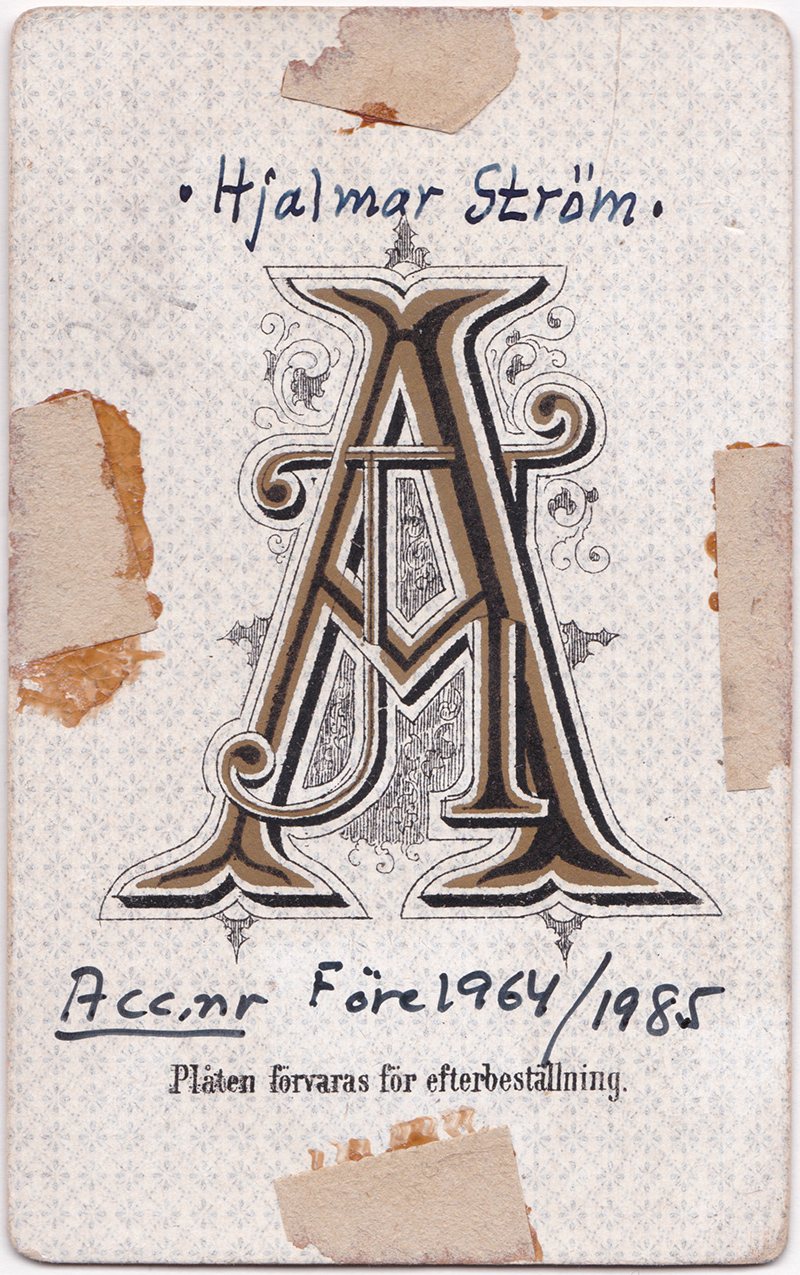 · Hjalmar Ström ·
Acc.nr Före 1964/1985
Plåten förvaras för efterbeställning.